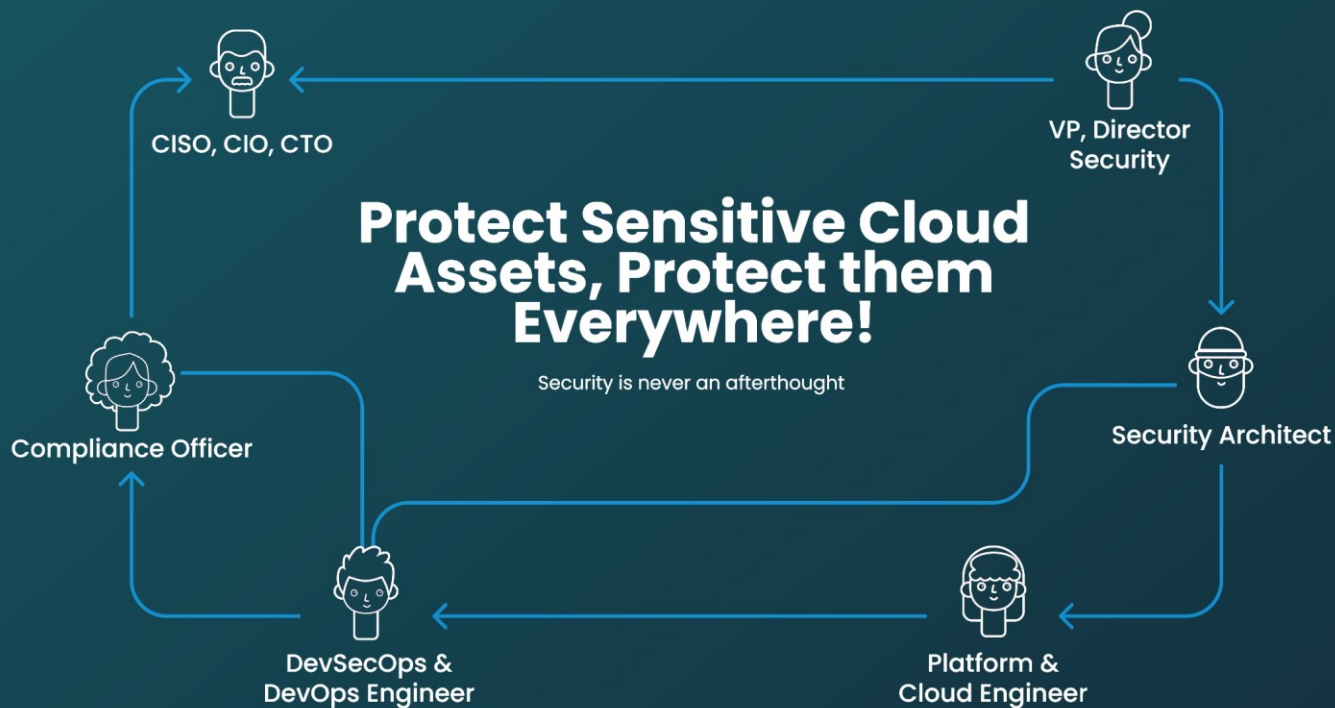 CISO, CIO, CTO
VP, Director
Security
Protect Sensitive Cloud
Assets, Protect them
Everywhere!
Security is never an afterthought
Compliance Officer
Security Architect
DevSecOps &
DevOps Engineer
Platform &
Cloud Engineer